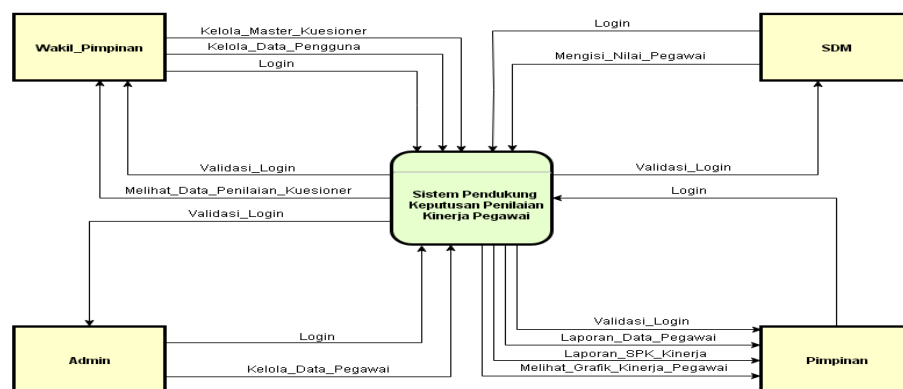 Wakil_Pimpinan
Kelola_Master_Kuesioner
Kelola_Data_Pengguna
Login
Login
Mengisi_Nilai_Pegawai
SDM
Validasi_Login
Melihat_Data_Penilaian_Kuesioner
Validasi_Login
Sistem Pendukung
Keputusan Penilaian
Kinerja Pegawai
Validasi_Login
Login
Admin
Login
Kelola_Data_Pegawai
Validasi_Login
Laporan_Data_Pegawai
Laporan_SPK_Kinerja
Melihat_Grafik_Kinerja_Pegawai
Pimpinan